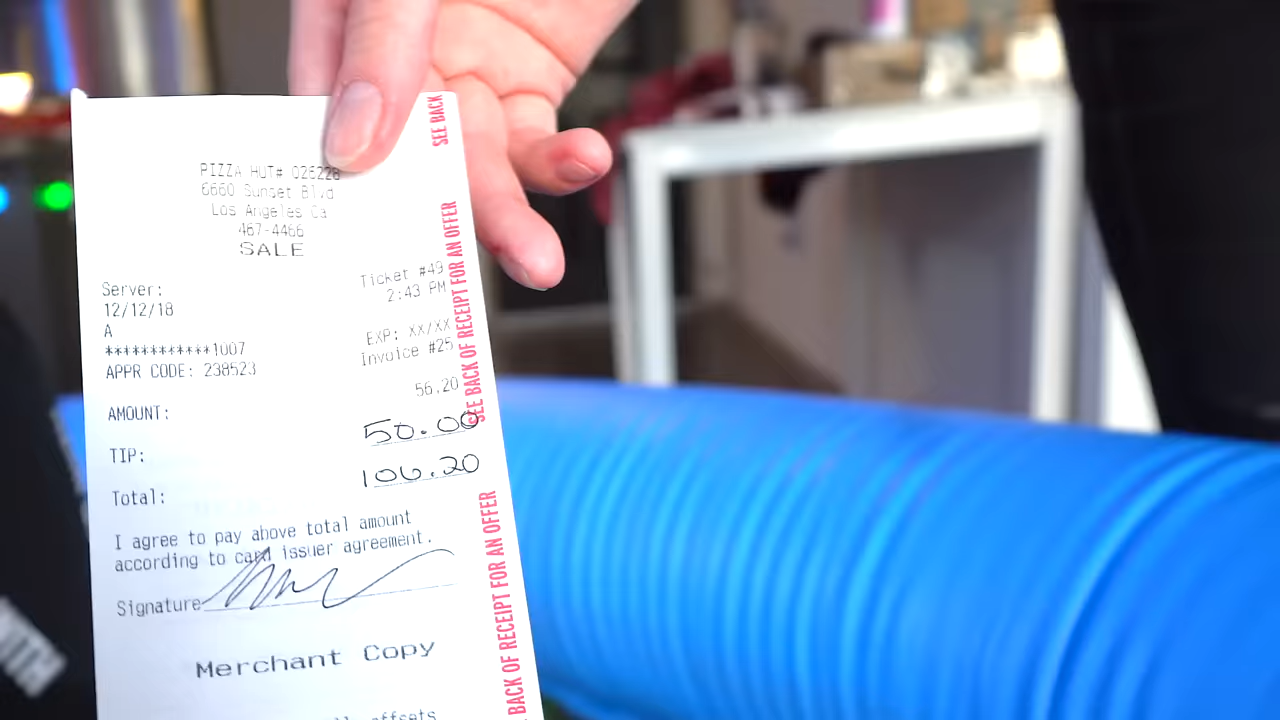 PIZZA HUT# 026228
6660 Sunset Blvd
Los Angeles Ca
467-4466
SALE
Server: Ticket #49
12/12/18 2:43 PM
A
************1007 EXP: XX/XX
APPR CODE: 238523 Invoice #25
AMOUNT: 56.20
TIP: 50.00
Total: 106.20
I agree to pay above total amount
according to card issuer agreement.
Signature
Merchant Copy
SEE BACK
SEE BACK OF RECEIPT FOR AN OFFER
BACK OF RECEIPT FOR AN OFFER
WITH